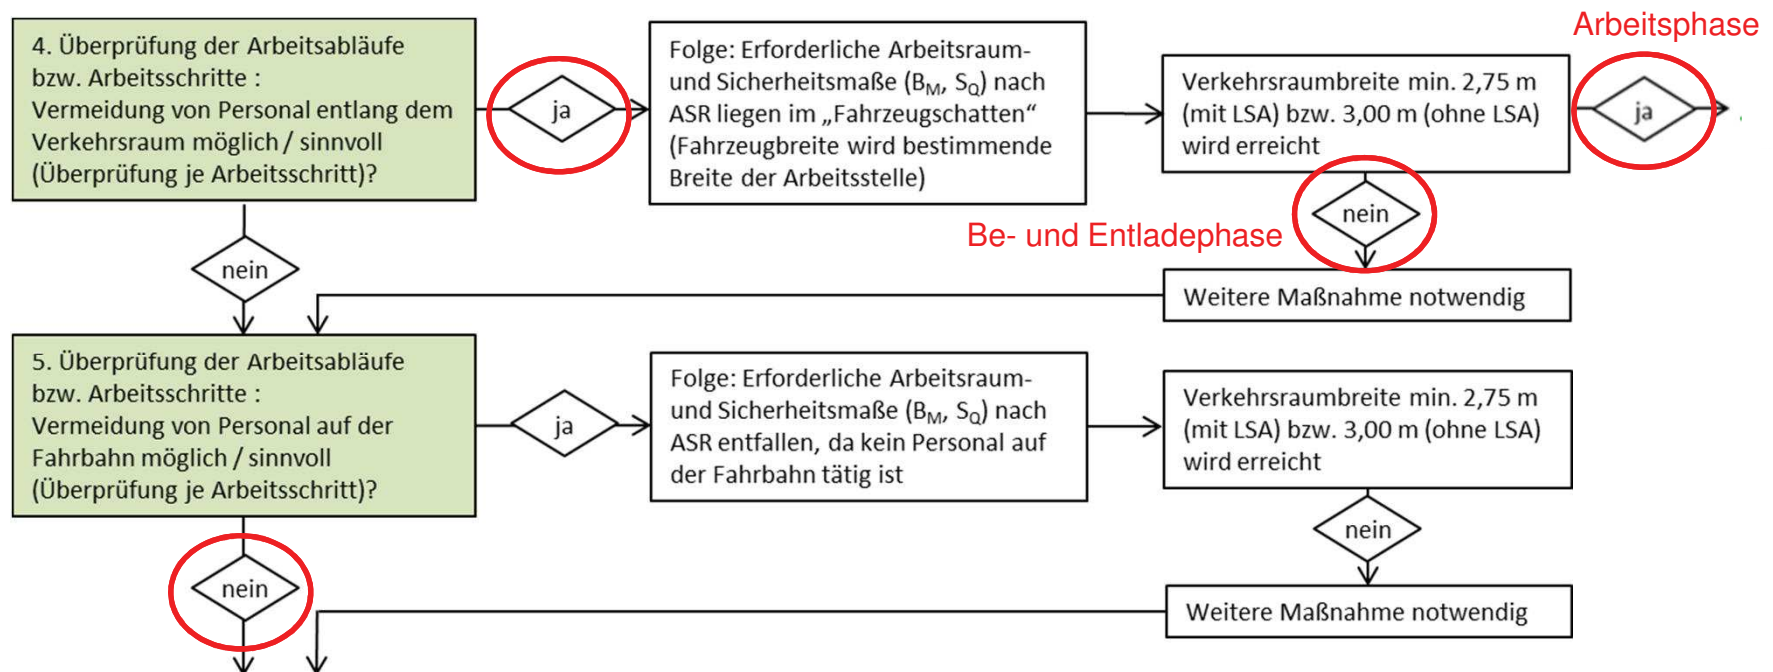 Arbeitsphase
4. Überprüfung der Arbeitsabläufe
bzw. Arbeitsschritte :
Vermeidung von Personal entlang dem
Verkehrsraum möglich / sinnvoll
(Überprüfung je Arbeitsschritt)?
ja
Folge: Erforderliche Arbeitsraum-
und Sicherheitsmaße (BM, SQ) nach
ASR liegen im „Fahrzeugschatten“
(Fahrzeugbreite wird bestimmende
Breite der Arbeitsstelle)
Verkehrsraumbreite min. 2,75 m
(mit LSA) bzw. 3,00 m (ohne LSA)
wird erreicht
ja
nein
Be- und Entladephase
nein
Weitere Maßnahme notwendig
5. Überprüfung der Arbeitsabläufe
bzw. Arbeitsschritte :
Vermeidung von Personal auf der
Fahrbahn möglich / sinnvoll
(Überprüfung je Arbeitsschritt)?
ja
Folge: Erforderliche Arbeitsraum-
und Sicherheitsmaße (BM, SQ) nach
ASR entfallen, da kein Personal auf
der Fahrbahn tätig ist
Verkehrsraumbreite min. 2,75 m
(mit LSA) bzw. 3,00 m (ohne LSA)
wird erreicht
nein
nein
Weitere Maßnahme notwendig